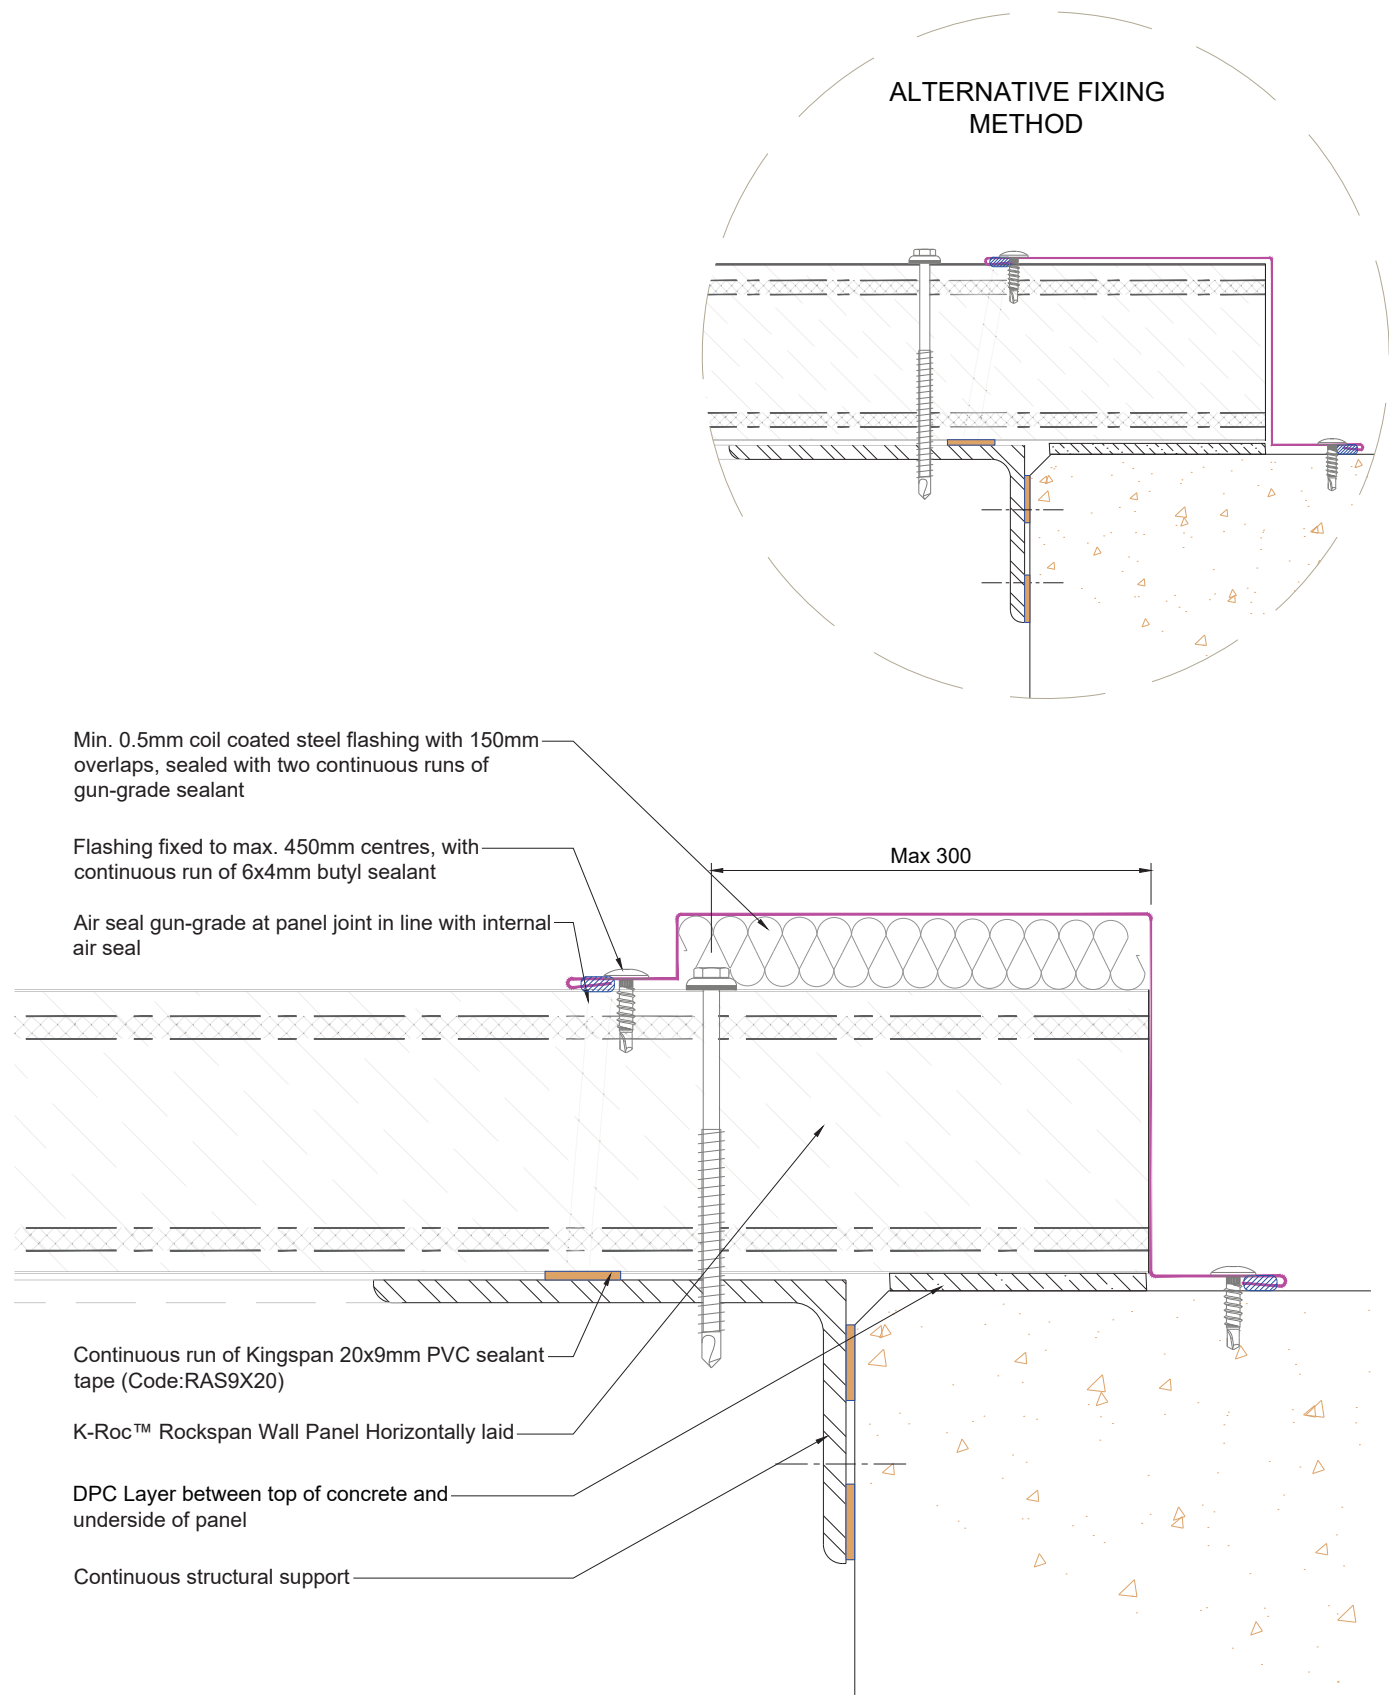 ALTERNATIVE FIXING
METHOD
Min. 0.5mm coil coated steel flashing with 150mm
overlaps, sealed with two continuous runs of
gun-grade sealant
Flashing fixed to max. 450mm centres, with
continuous run of 6x4mm butyl sealant
Max 300
Air seal gun-grade at panel joint in line with internal
air seal
Continuous run of Kingspan 20x9mm PVC sealant
tape (Code:RAS9X20)
K-Roc™ Rockspan Wall Panel Horizontally laid
DPC Layer between top of concrete and
underside of panel
Continuous structural support